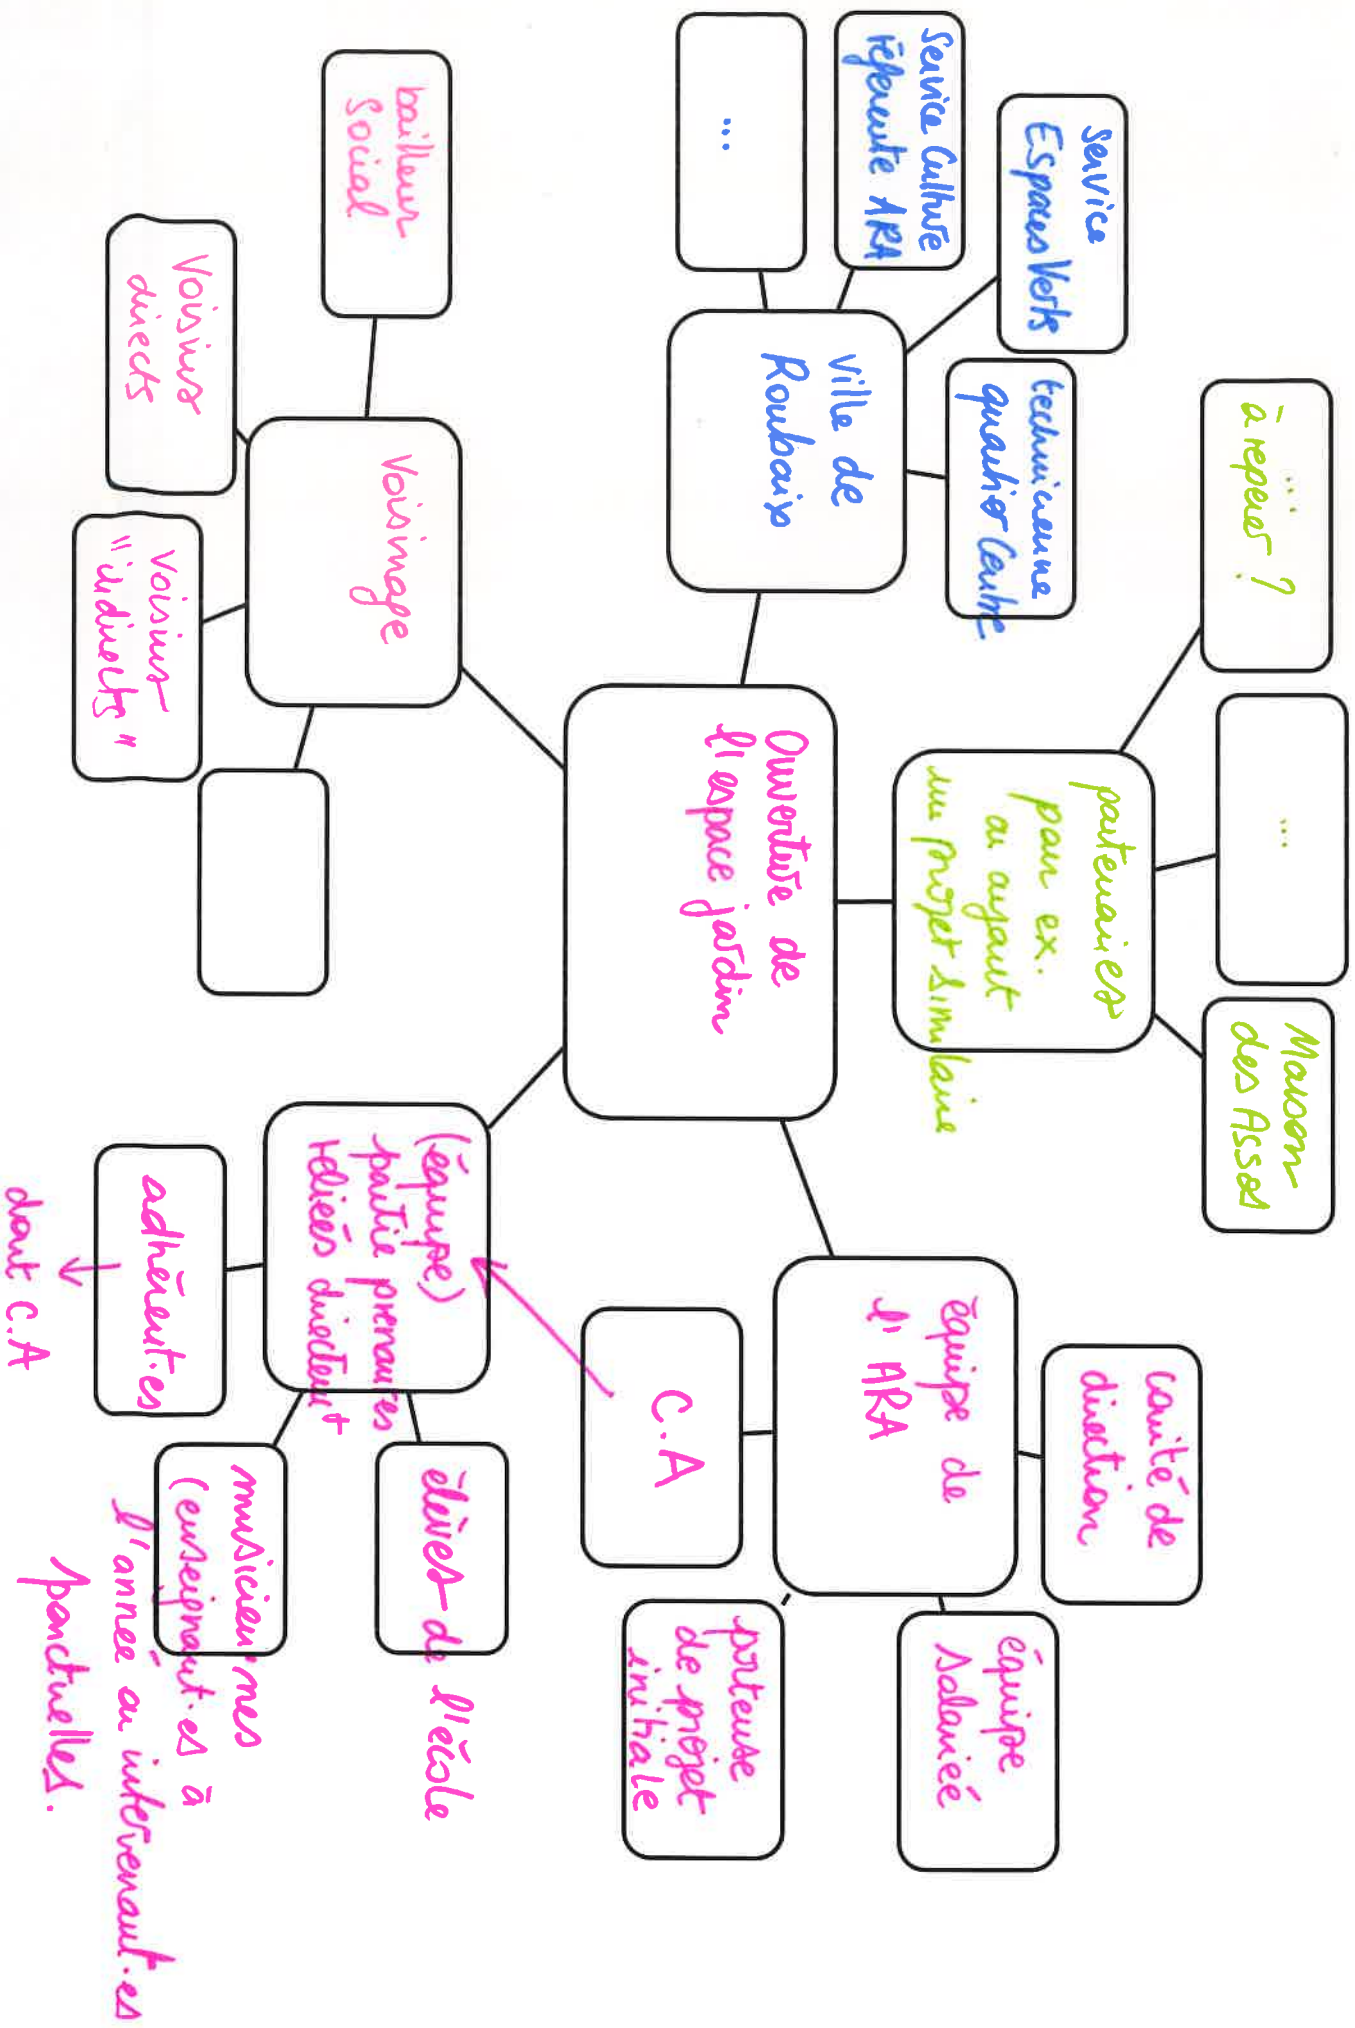 ...
à repérer ?
...
Maison
des Assos
partenaires
par ex.
ou ayant
un projet similaire
service
Espaces Verts
Service Culture
référente ARA
...
technicienne
quartier Centre
Ville de
Roubaix
Ouverture de
l'espace jardin
comité de
direction
équipe
salariée
équipe de
l'ARA
C.A
porteuse
de projet
initiale
bailleur
social
Voisinage
Voisins
directs
Voisins
"indirects"
(équipe)
partie prenantes
reliées directemt
élèves de l'école
adhérent·es
dont C.A
musicien·nes
(enseignant·es à
l'année ou intervenant·es
ponctuelles.